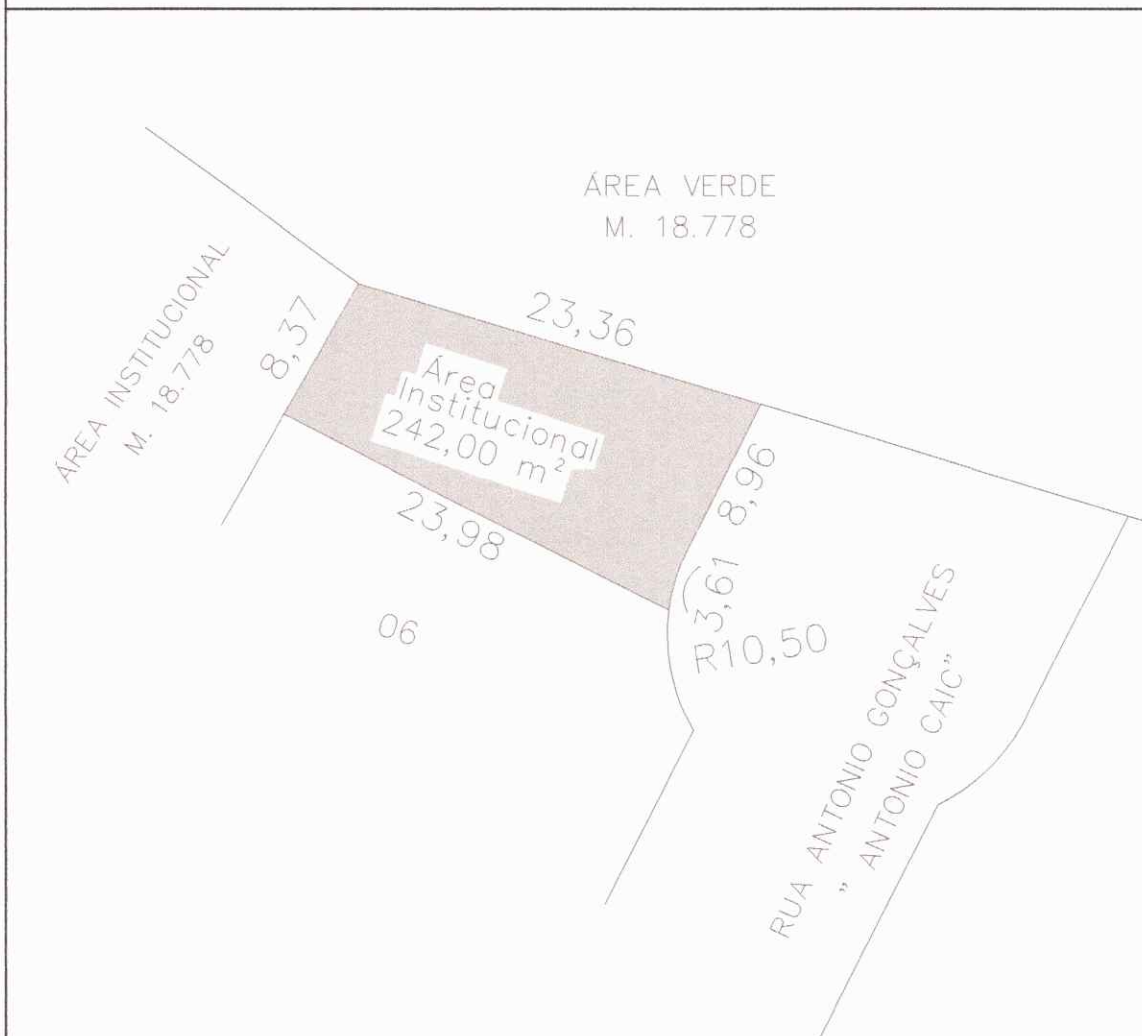 ÁREA VERDE
M. 18.778
ÁREA INSTITUCIONAL
M. 18.778
8,37
23,36
Área
Institucional
242,00 m²
8,96
23,98
3,61
R10,50
06
RUA ANTONIO GONÇALVES
" ANTONIO CAIC"